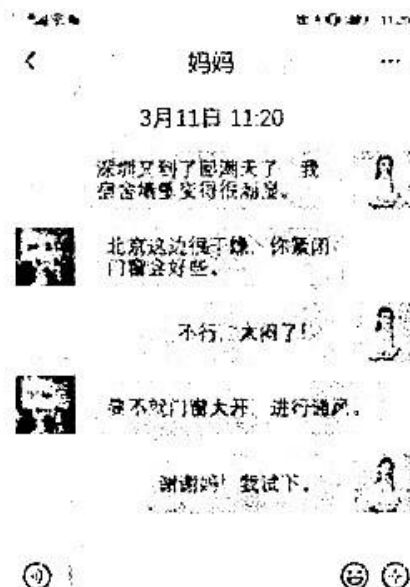 妈妈
3月11日 11:20
深圳又到了回潮天了，我
宿舍墙壁变得很潮湿。
北京这边很干燥，你紧闭
门窗会好些。
不行，太闷了！
要不就门窗大开，进行通风。
谢谢妈！我试下。